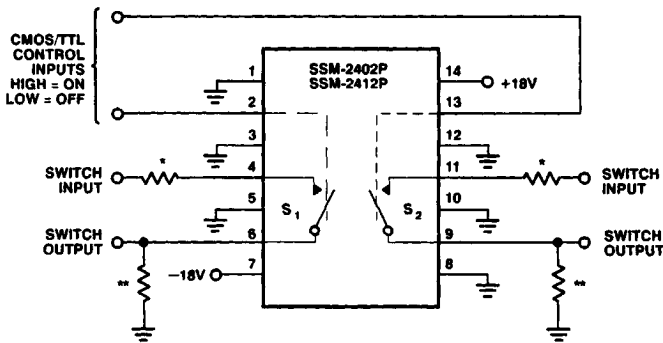 CMOS/TTL
CONTROL
INPUTS
HIGH = ON
LOW = OFF
SSM-2402P
SSM-2412P
1
14
+18V
2
13
3
12
SWITCH
INPUT
*
4
11
*
SWITCH
INPUT
5
S1
S2
10
SWITCH
OUTPUT
6
9
SWITCH
OUTPUT
**
−18V
7
8
**